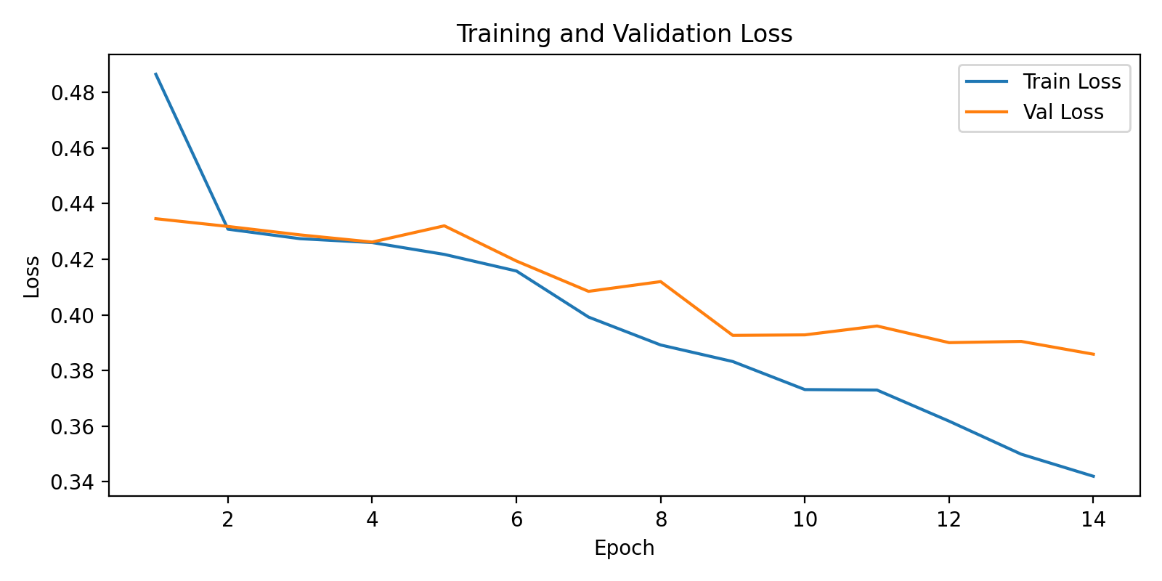 Training and Validation Loss
Train Loss
Val Loss
0.48
0.46
0.44
0.42
0.40
0.38
0.36
0.34
Loss
2 4 6 8 10 12 14
Epoch